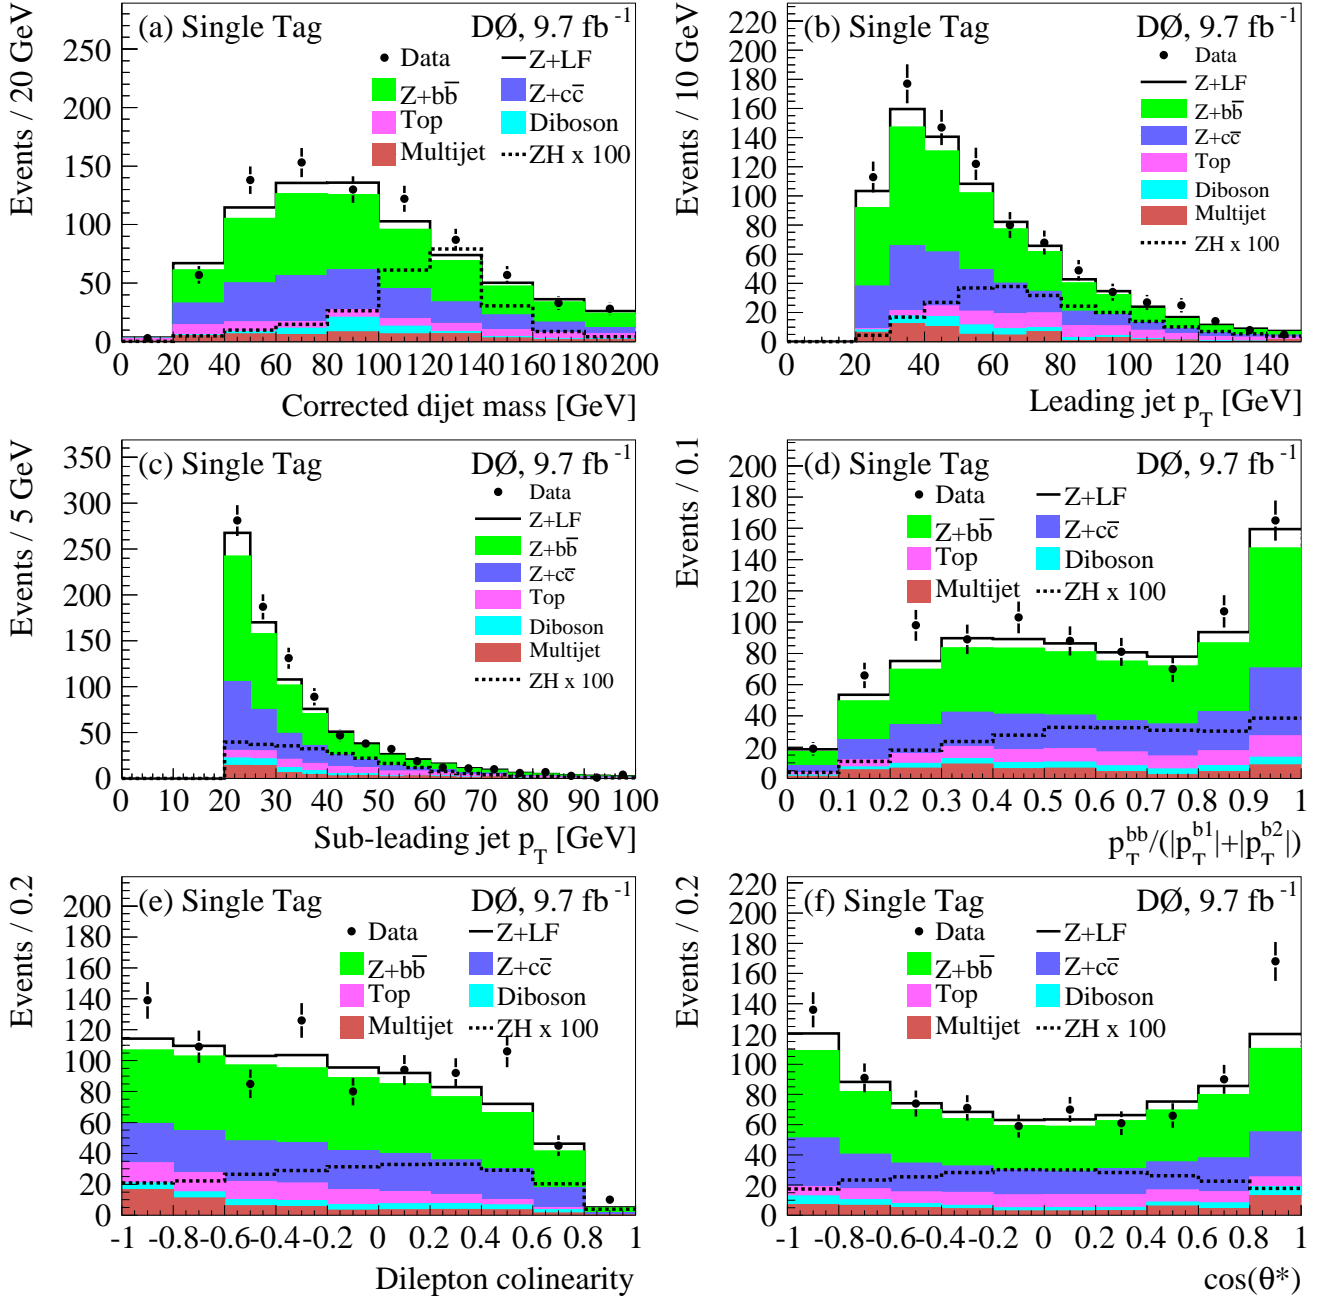 (a) Single Tag
DØ, 9.7 fb⁻¹
Data
Z+LF
Z+bb̅
Z+cc̅
Top
Diboson
Multijet
ZH x 100
Events / 20 GeV
0 50 100 150 200 250
0 20 40 60 80 100 120 140 160 180 200
Corrected dijet mass [GeV]
(b) Single Tag
DØ, 9.7 fb⁻¹
Data
Z+LF
Z+bb̅
Z+cc̅
Top
Diboson
Multijet
ZH x 100
Events / 10 GeV
0 20 40 60 80 100 120 140 160 180 200 220
0 20 40 60 80 100 120 140
Leading jet p_T [GeV]
(c) Single Tag
DØ, 9.7 fb⁻¹
Data
Z+LF
Z+bb̅
Z+cc̅
Top
Diboson
Multijet
ZH x 100
Events / 5 GeV
0 50 100 150 200 250 300 350
0 10 20 30 40 50 60 70 80 90 100
Sub-leading jet p_T [GeV]
(d) Single Tag
DØ, 9.7 fb⁻¹
Data
Z+LF
Z+bb̅
Z+cc̅
Top
Diboson
Multijet
ZH x 100
Events / 0.1
0 20 40 60 80 100 120 140 160 180 200
0 0.1 0.2 0.3 0.4 0.5 0.6 0.7 0.8 0.9 1
p_T^bb/(|p_T^b1|+|p_T^b2|)
(e) Single Tag
DØ, 9.7 fb⁻¹
Data
Z+LF
Z+bb̅
Z+cc̅
Top
Diboson
Multijet
ZH x 100
Events / 0.2
0 20 40 60 80 100 120 140 160 180 200
-1 -0.8 -0.6 -0.4 -0.2 0 0.2 0.4 0.6 0.8 1
Dilepton colinearity
(f) Single Tag
DØ, 9.7 fb⁻¹
Data
Z+LF
Z+bb̅
Z+cc̅
Top
Diboson
Multijet
ZH x 100
Events / 0.2
0 20 40 60 80 100 120 140 160 180 200 220
-1 -0.8 -0.6 -0.4 -0.2 0 0.2 0.4 0.6 0.8 1
cos(θ*)